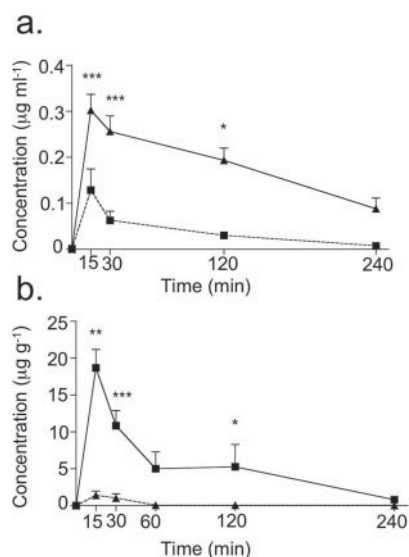 a.
Concentration (µg ml⁻¹)
0.4
0.3
0.2
0.1
0
***
***
*
15 30 120 240
Time (min)
b.
Concentration (µg g⁻¹)
25
20
15
10
5
0
**
***
*
15 30 60 120 240
Time (min)